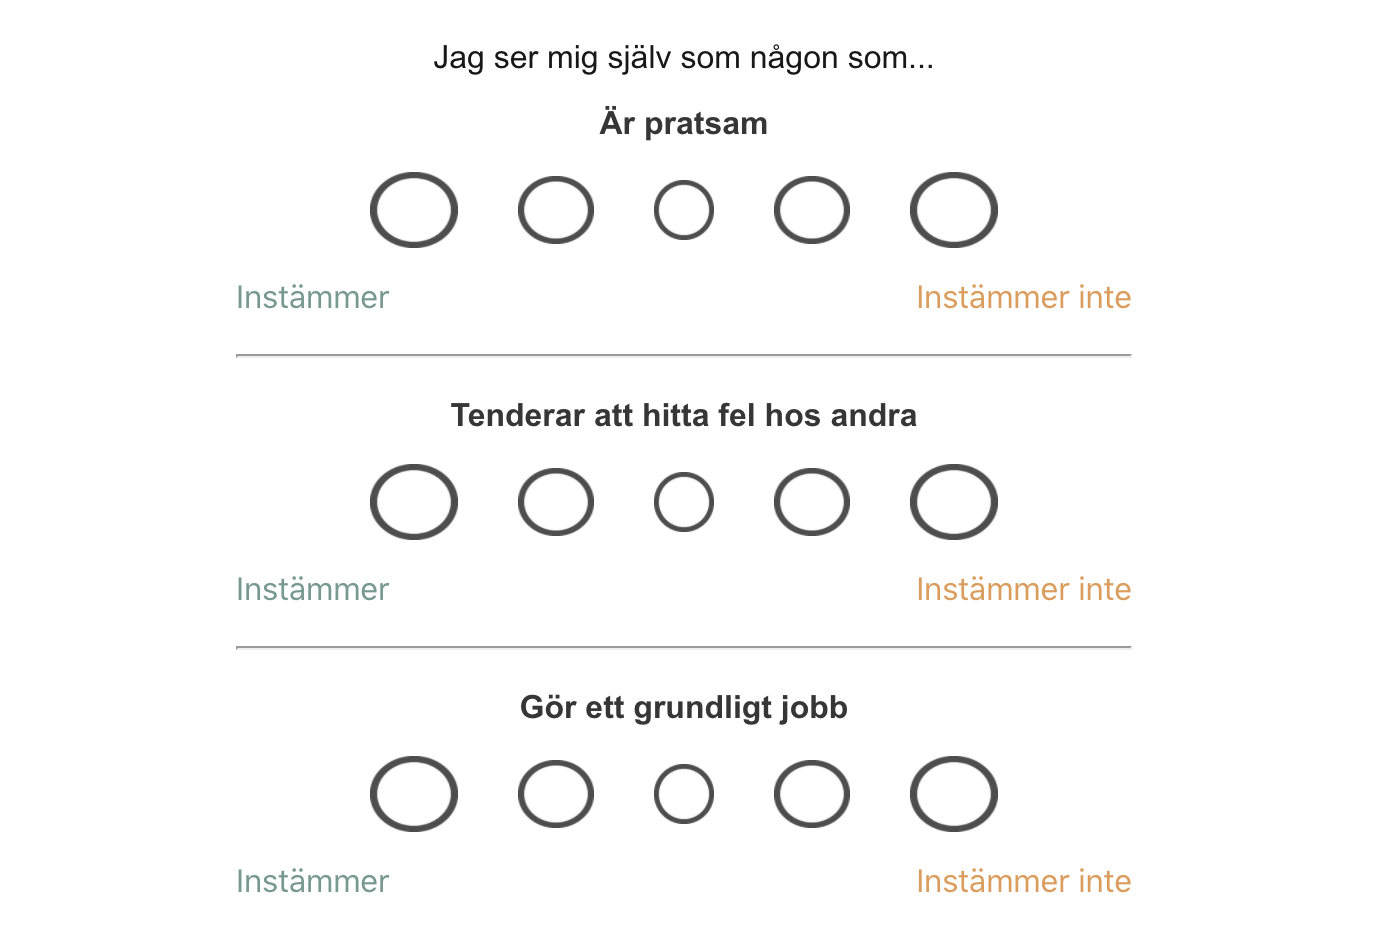 Jag ser mig själv som någon som...
Är pratsam
Instämmer
Instämmer inte
Tenderar att hitta fel hos andra
Instämmer
Instämmer inte
Gör ett grundligt jobb
Instämmer
Instämmer inte